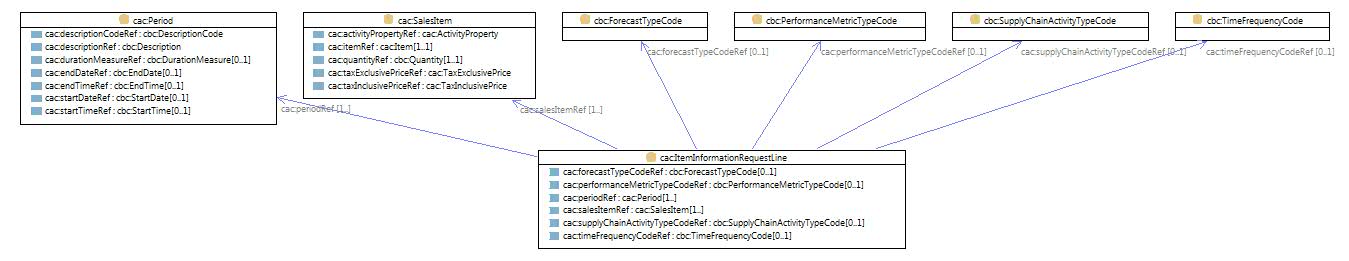 cac:Period
cac:descriptionCodeRef : cbc:DescriptionCode
cac:descriptionRef : cbc:Description
cac:durationMeasureRef : cbc:DurationMeasure[0..1]
cac:endDateRef : cbc:EndDate[0..1]
cac:endTimeRef : cbc:EndTime[0..1]
cac:startDateRef : cbc:StartDate[0..1]
cac:startTimeRef : cbc:StartTime[0..1]
cac:SalesItem
cac:activityPropertyRef : cac:ActivityProperty
cac:itemRef : cac:Item[1..1]
cac:quantityRef : cbc:Quantity[1..1]
cac:taxExclusivePriceRef : cac:TaxExclusivePrice
cac:taxInclusivePriceRef : cac:TaxInclusivePrice
cbc:ForecastTypeCode
cbc:PerformanceMetricTypeCode
cbc:SupplyChainActivityTypeCode
cbc:TimeFrequencyCode
cac:forecastTypeCodeRef [0..1]
cac:performanceMetricTypeCodeRef [0..1]
cac:supplyChainActivityTypeCodeRef [0..1]
cac:timeFrequencyCodeRef [0..1]
cac:periodRef [1..]
cac:salesItemRef [1..]
cac:ItemInformationRequestLine
cac:forecastTypeCodeRef : cbc:ForecastTypeCode[0..1]
cac:performanceMetricTypeCodeRef : cbc:PerformanceMetricTypeCode[0..1]
cac:periodRef : cac:Period[1..]
cac:salesItemRef : cac:SalesItem[1..]
cac:supplyChainActivityTypeCodeRef : cbc:SupplyChainActivityTypeCode[0..1]
cac:timeFrequencyCodeRef : cbc:TimeFrequencyCode[0..1]